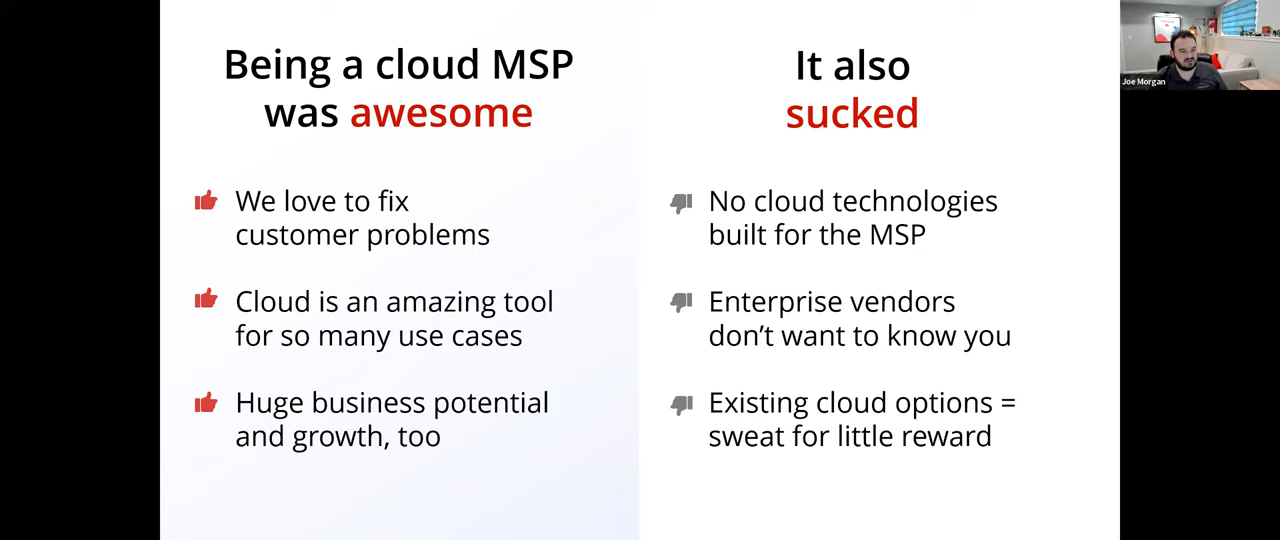 Being a cloud MSP
was awesome
We love to fix
customer problems
Cloud is an amazing tool
for so many use cases
Huge business potential
and growth, too
It also
sucked
No cloud technologies
built for the MSP
Enterprise vendors
don’t want to know you
Existing cloud options =
sweat for little reward
Joe Morgan